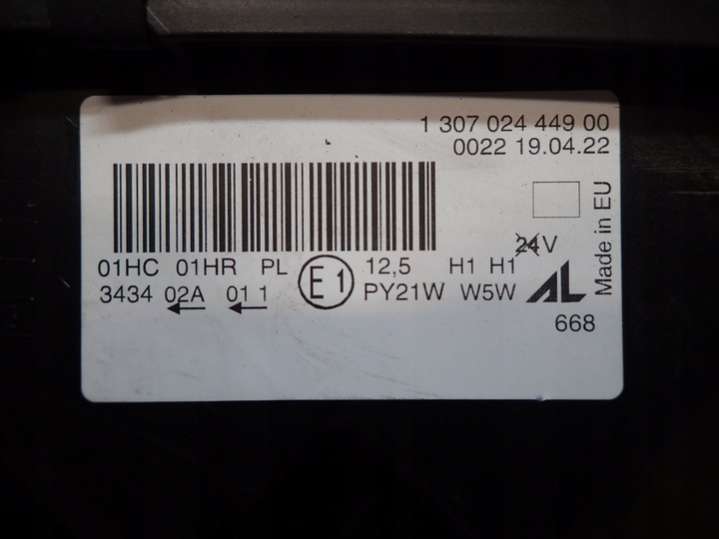 1 307 024 449 00
0022 19.04.22
24V
Made in EU
01HC 01HR PL E1 12,5 H1 H1
3434 02A 01 1 PY21W W5W AL
668